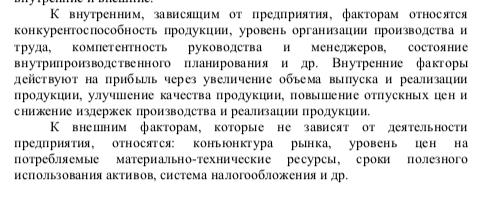 К внутренним, зависящим от предприятия, факторам относятся
конкурентоспособность продукции, уровень организации производства и
труда, компетентность руководства и менеджеров, состояние
внутрипроизводственного планирования и др. Внутренние факторы
действуют на прибыль через увеличение объема выпуска и реализации
продукции, улучшение качества продукции, повышение отпускных цен и
снижение издержек производства и реализации продукции.
К внешним факторам, которые не зависят от деятельности
предприятия, относятся: конъюнктура рынка, уровень цен на
потребляемые материально-технические ресурсы, сроки полезного
использования активов, система налогообложения и др.